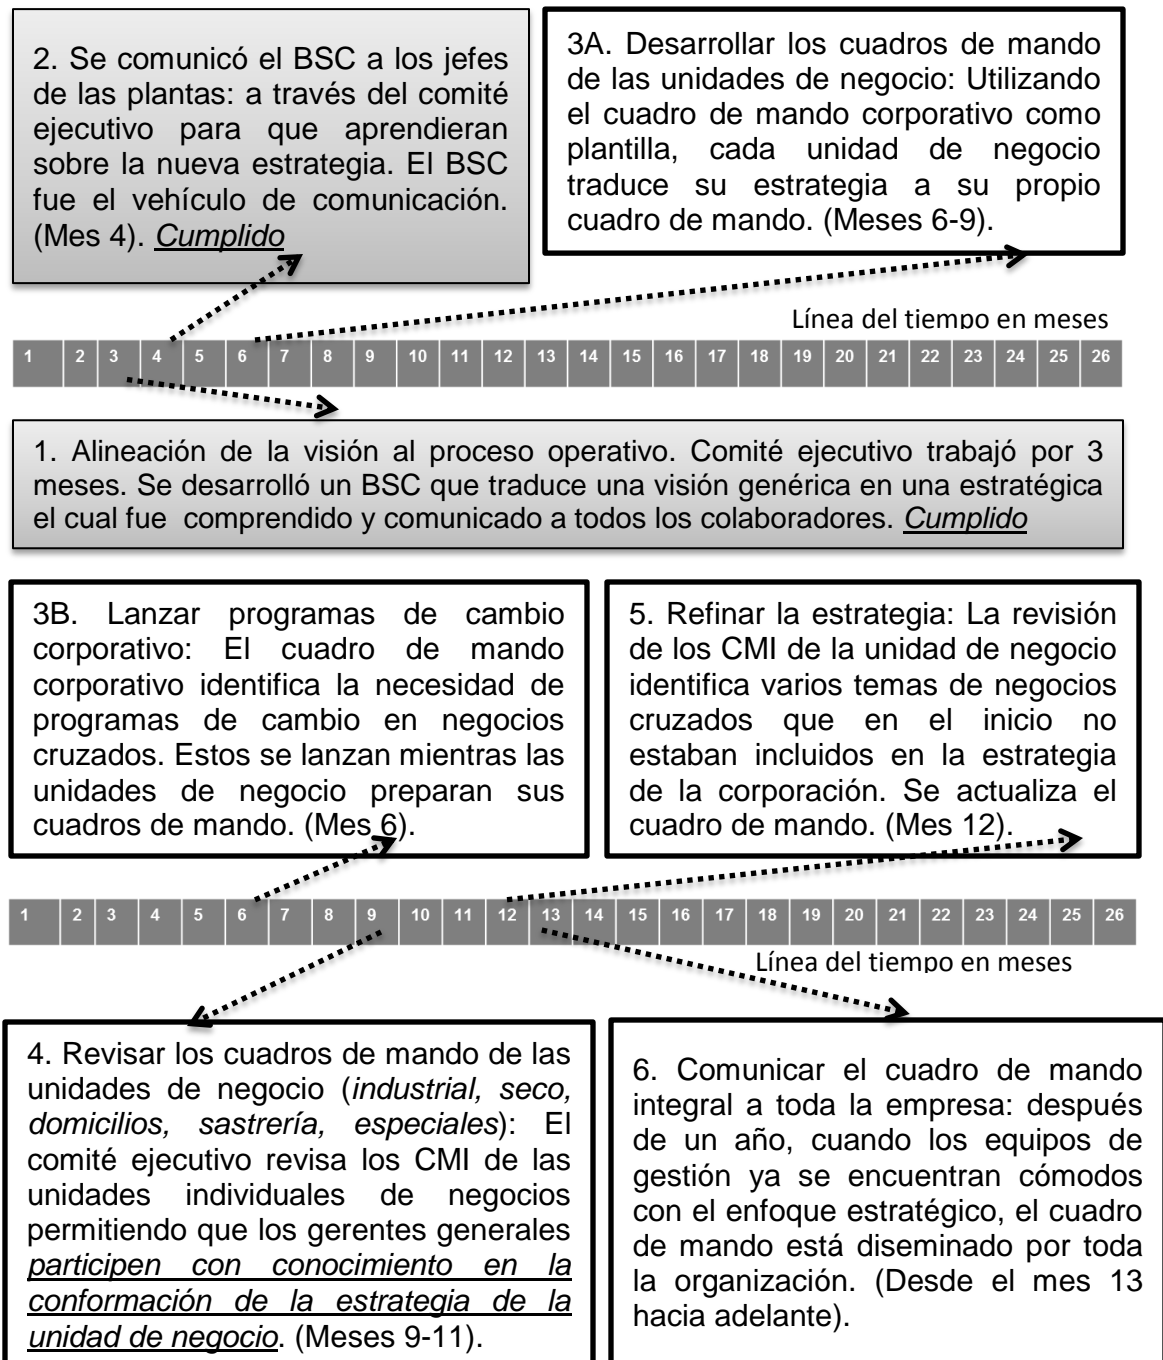 2. Se comunicó el BSC a los jefes
de las plantas: a través del comité
ejecutivo para que aprendieran
sobre la nueva estrategia. El BSC
fue el vehículo de comunicación.
(Mes 4). Cumplido
3A. Desarrollar los cuadros de mando
de las unidades de negocio: Utilizando
el cuadro de mando corporativo como
plantilla, cada unidad de negocio
traduce su estrategia a su propio
cuadro de mando. (Meses 6-9).
Línea del tiempo en meses
1 2 3 4 5 6 7 8 9 10 11 12 13 14 15 16 17 18 19 20 21 22 23 24 25 26
1. Alineación de la visión al proceso operativo. Comité ejecutivo trabajó por 3
meses. Se desarrolló un BSC que traduce una visión genérica en una estratégica
el cual fue comprendido y comunicado a todos los colaboradores. Cumplido
3B. Lanzar programas de cambio
corporativo: El cuadro de mando
corporativo identifica la necesidad de
programas de cambio en negocios
cruzados. Estos se lanzan mientras las
unidades de negocio preparan sus
cuadros de mando. (Mes 6).
5. Refinar la estrategia: La revisión
de los CMI de la unidad de negocio
identifica varios temas de negocios
cruzados que en el inicio no
estaban incluidos en la estrategia
de la corporación. Se actualiza el
cuadro de mando. (Mes 12).
1 2 3 4 5 6 7 8 9 10 11 12 13 14 15 16 17 18 19 20 21 22 23 24 25 26
Línea del tiempo en meses
4. Revisar los cuadros de mando de las
unidades de negocio (industrial, seco,
domicilios, sastrería, especiales): El
comité ejecutivo revisa los CMI de las
unidades individuales de negocios
permitiendo que los gerentes generales
participen con conocimiento en la
conformación de la estrategia de la
unidad de negocio. (Meses 9-11).
6. Comunicar el cuadro de mando
integral a toda la empresa: después
de un año, cuando los equipos de
gestión ya se encuentran cómodos
con el enfoque estratégico, el cuadro
de mando está diseminado por toda
la organización. (Desde el mes 13
hacia adelante).